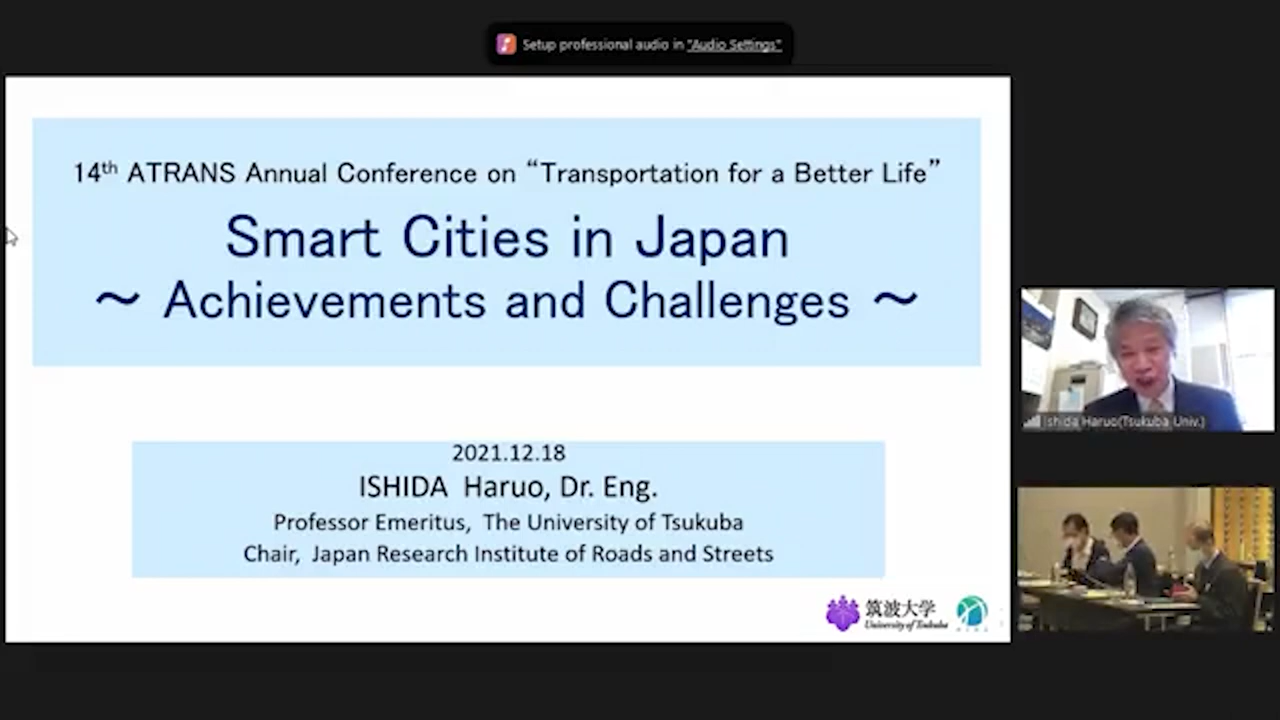 Setup professional audio in "Audio Settings"
14th ATRANS Annual Conference on “Transportation for a Better Life”
Smart Cities in Japan
～ Achievements and Challenges ～
2021.12.18
ISHIDA Haruo, Dr. Eng.
Professor Emeritus, The University of Tsukuba
Chair, Japan Research Institute of Roads and Streets
筑波大学
University of Tsukuba
Ishida Haruo(Tsukuba Univ.)